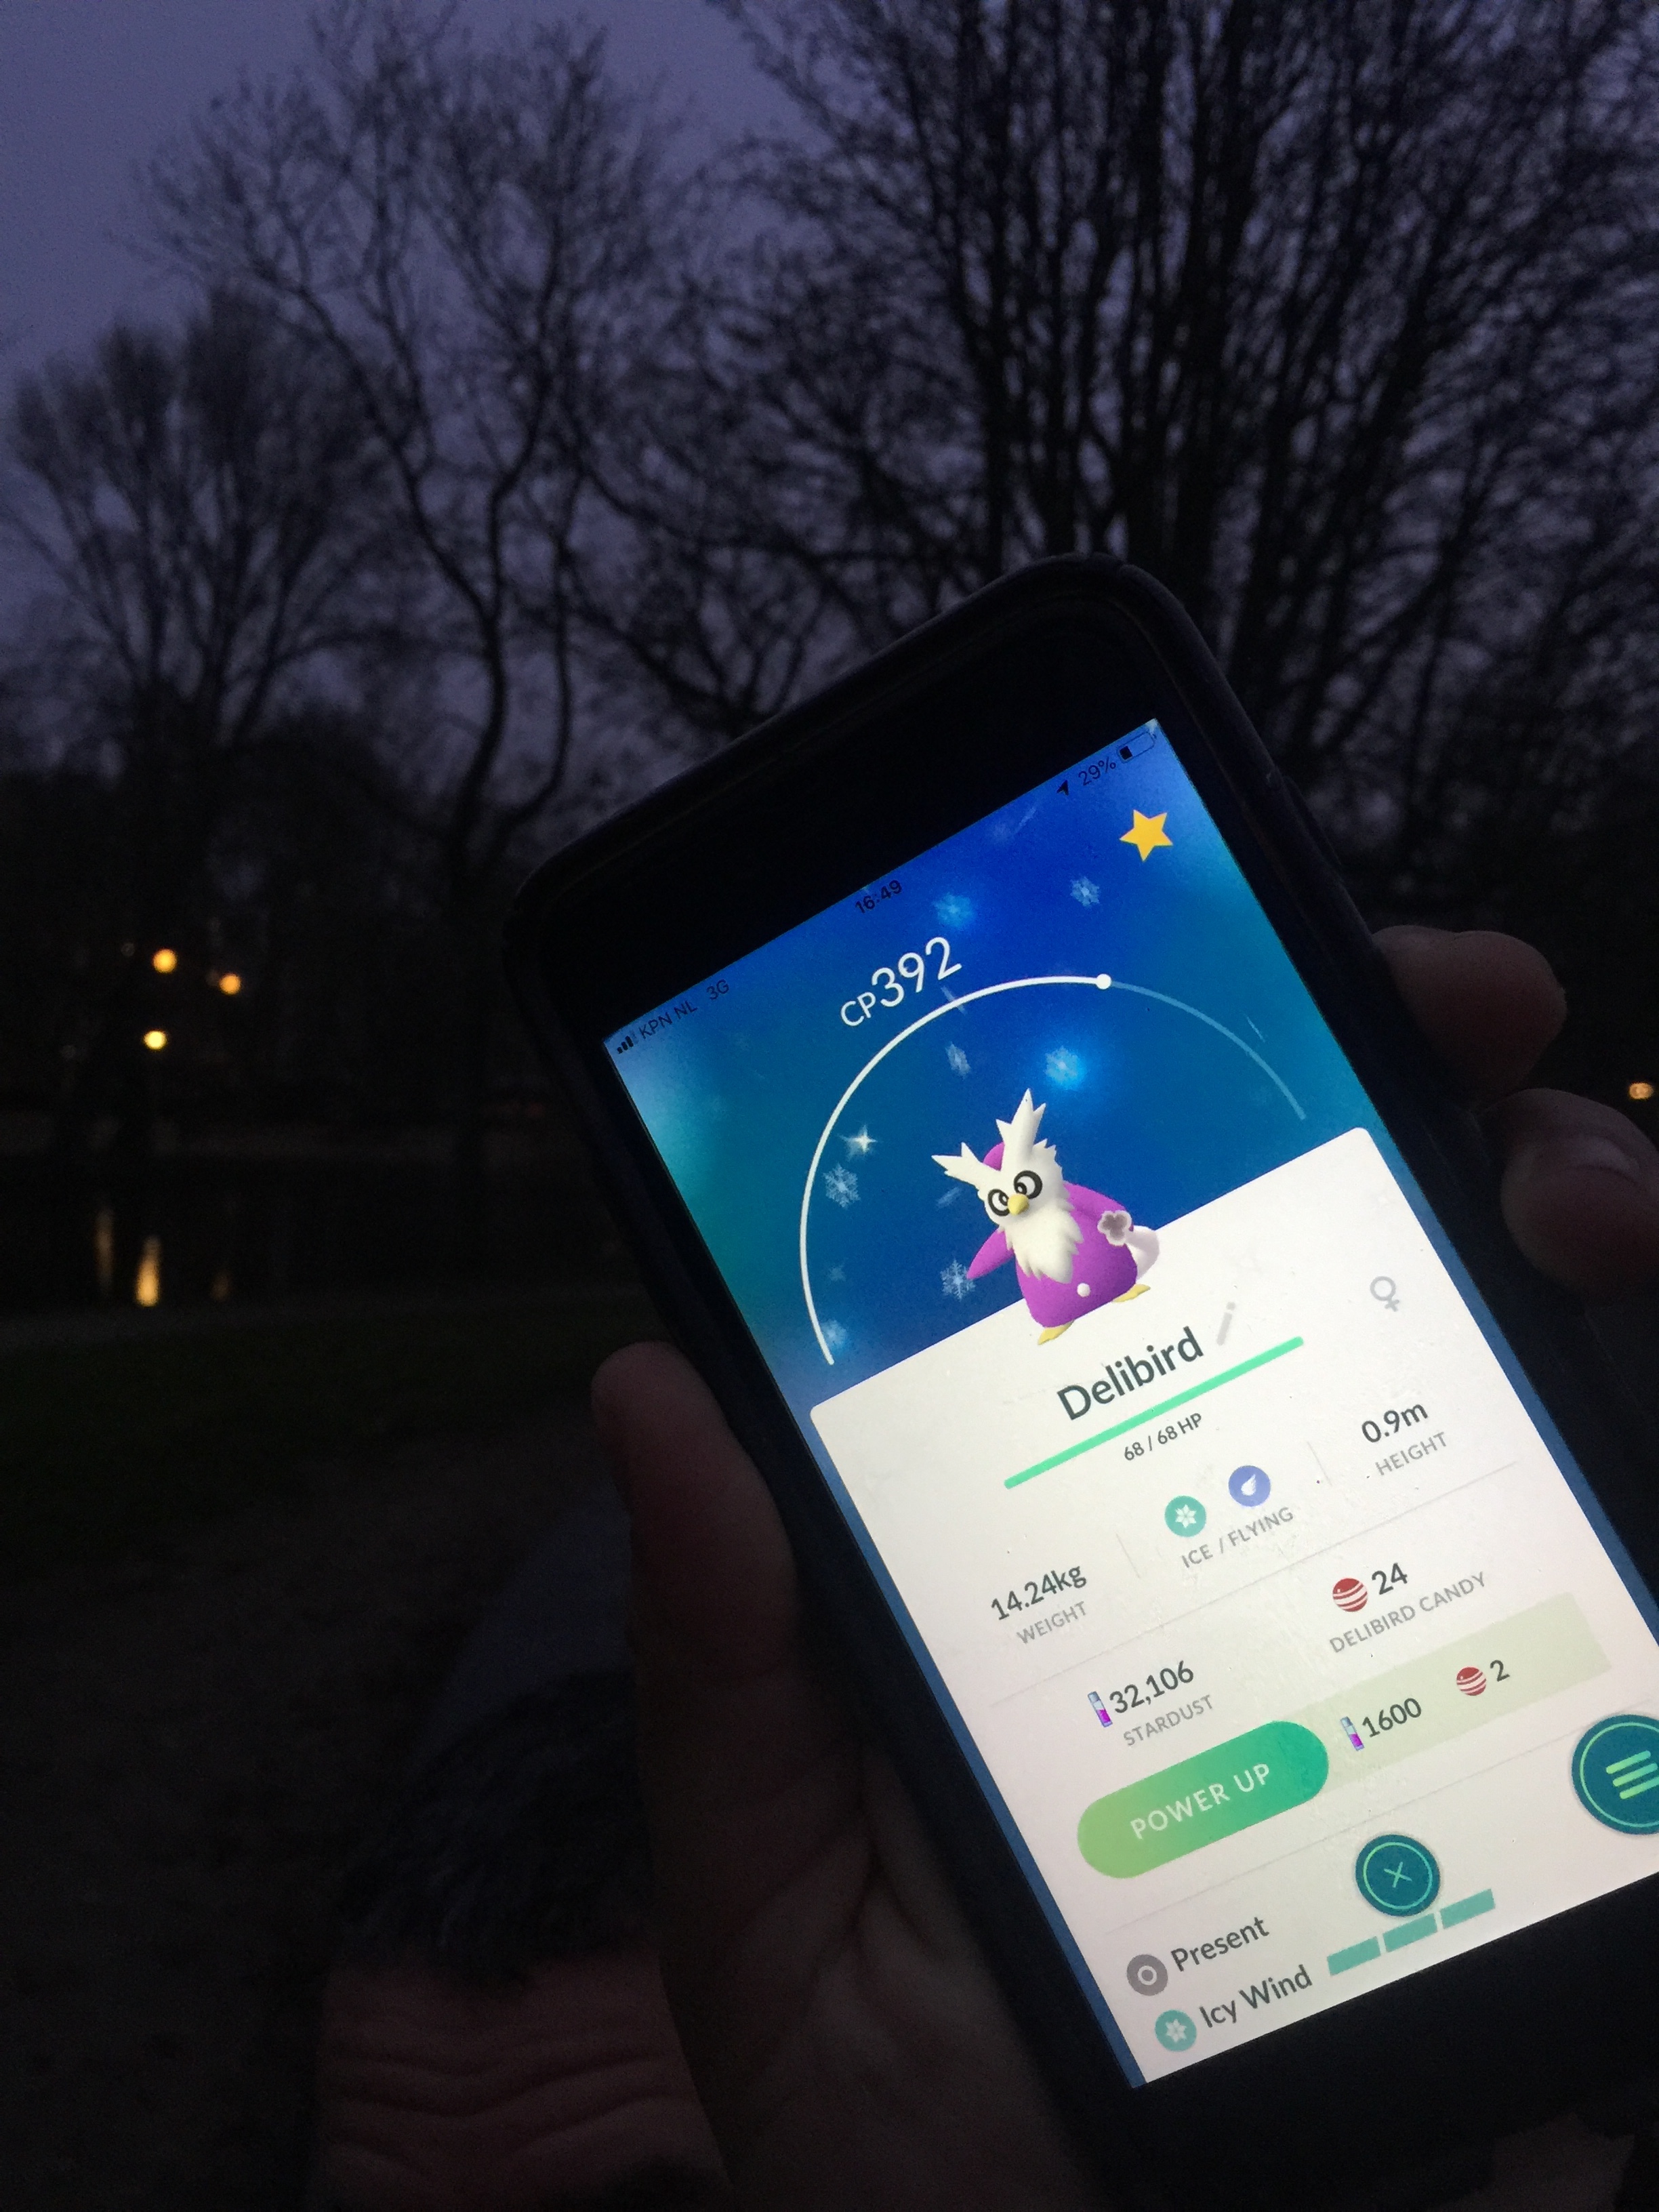 KPN NL 3G
16:49
29%
CP392
Delibird
68 / 68 HP
14.24kg
WEIGHT
ICE / FLYING
0.9m
HEIGHT
32,106
STARDUST
24
DELIBIRD CANDY
POWER UP
1600
2
Present
Icy Wind